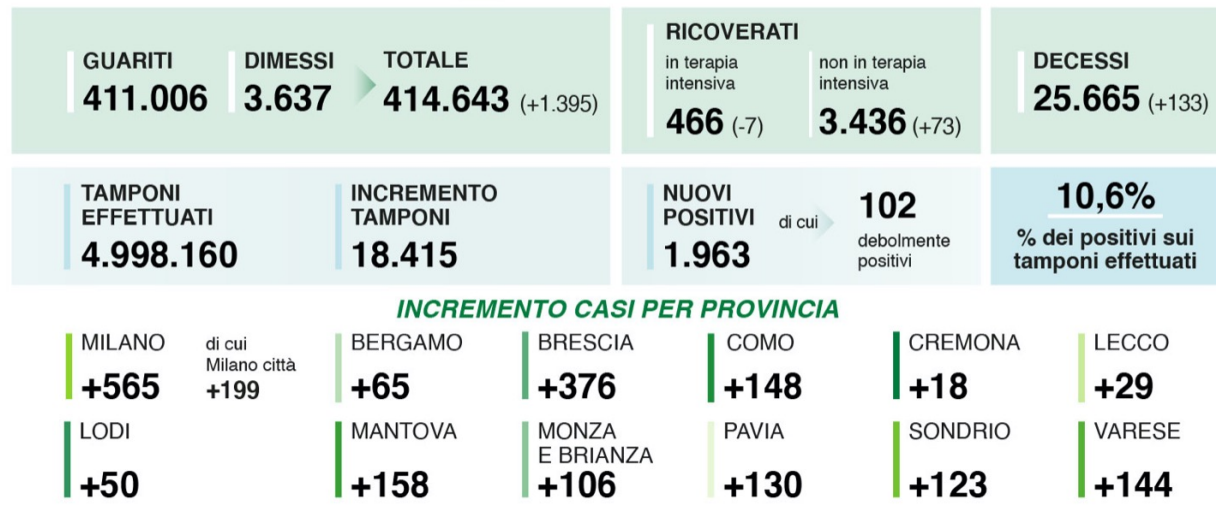 GUARITI
411.006
DIMESSI
3.637
TOTALE
414.643 (+1.395)
RICOVERATI
in terapia
intensiva
466 (-7)
non in terapia
intensiva
3.436 (+73)
DECESSI
25.665 (+133)
TAMPONI
EFFETTUATI
4.998.160
INCREMENTO
TAMPONI
18.415
NUOVI
POSITIVI
1.963
di cui
102
debolmente
positivi
10,6%
% dei positivi sui
tamponi effettuati
INCREMENTO CASI PER PROVINCIA
MILANO
+565
di cui
Milano città
+199
BERGAMO
+65
BRESCIA
+376
COMO
+148
CREMONA
+18
LECCO
+29
LODI
+50
MANTOVA
+158
MONZA
E BRIANZA
+106
PAVIA
+130
SONDRIO
+123
VARESE
+144